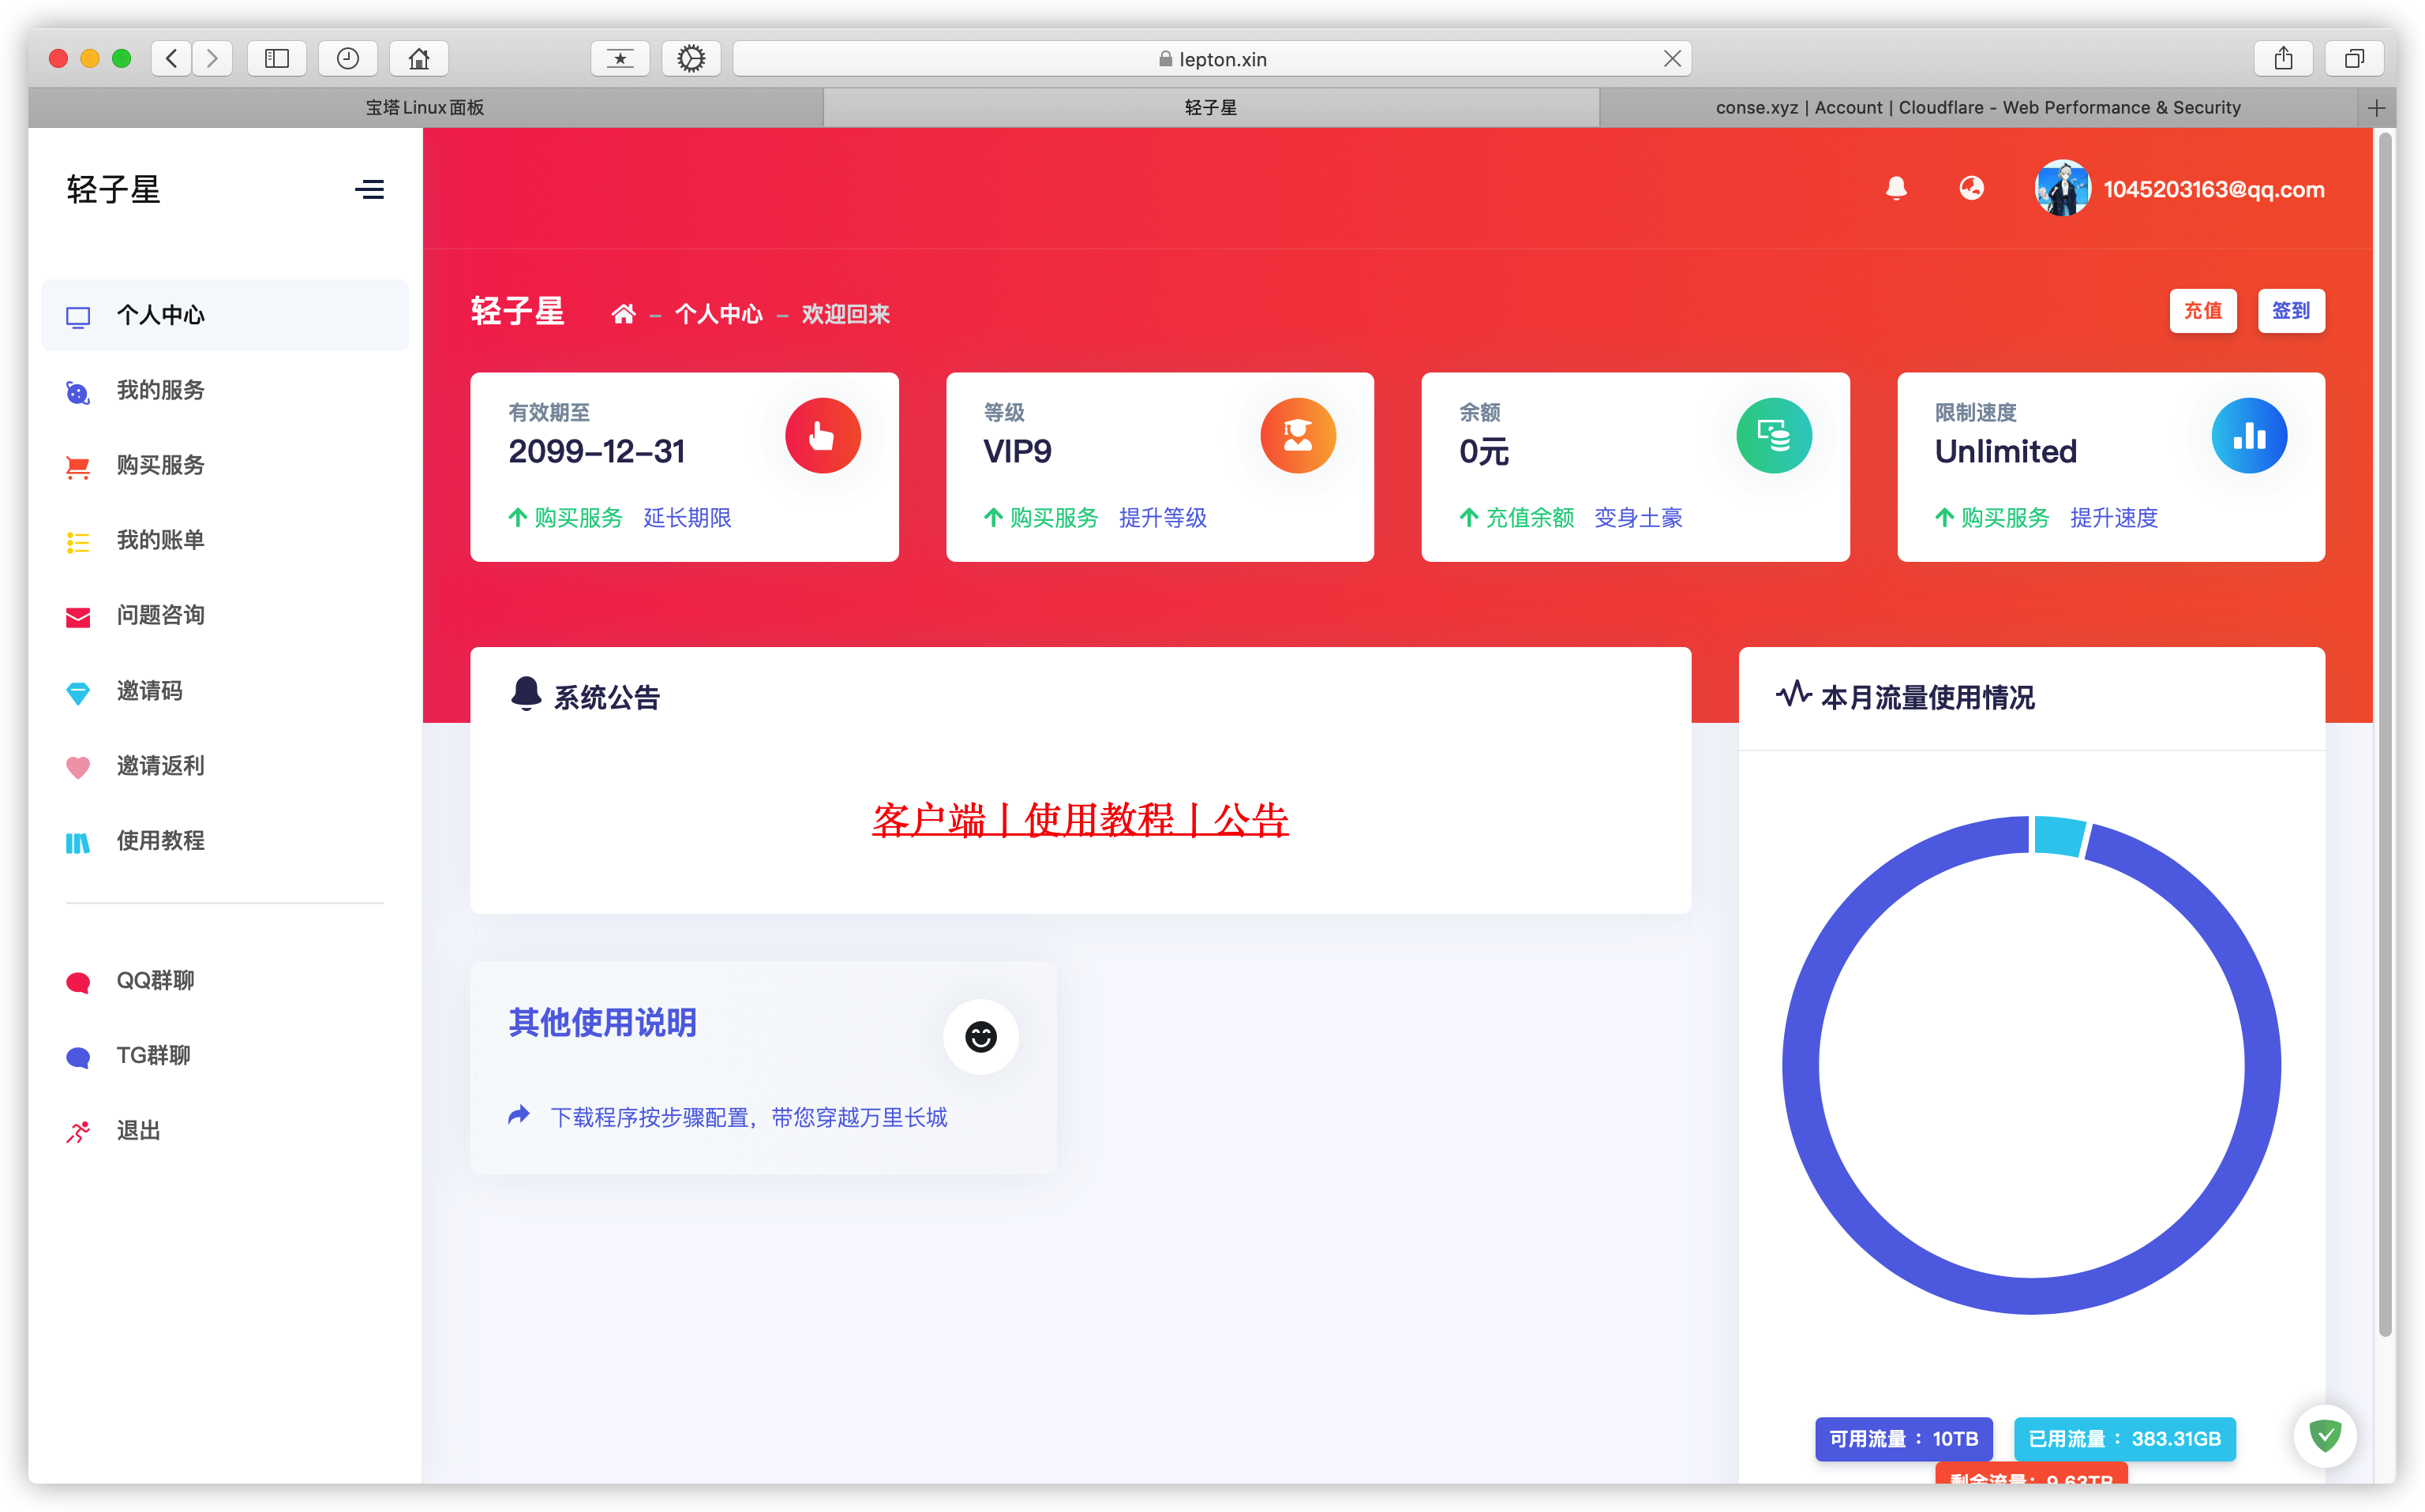 lepton.xin
宝塔Linux面板
轻子星
conse.xyz | Account | Cloudflare - Web Performance & Security
轻子星
1045203163@qq.com
个人中心
我的服务
购买服务
我的账单
问题咨询
邀请码
邀请返利
使用教程
QQ群聊
TG群聊
退出
轻子星 – 个人中心 – 欢迎回来
充值 签到
有效期至
2099-12-31
购买服务 延长期限
等级
VIP9
购买服务 提升等级
余额
0元
充值余额 变身土豪
限制速度
Unlimited
购买服务 提升速度
系统公告
客户端丨使用教程丨公告
其他使用说明
下载程序按步骤配置，带您穿越万里长城
本月流量使用情况
可用流量 ：10TB 已用流量 ：383.31GB
剩余流量：9.63TB